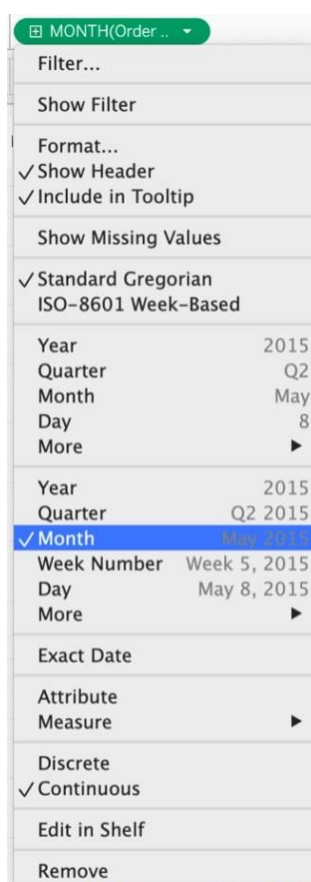 MONTH(Order ..
Filter...
Show Filter
Format...
✓ Show Header
✓ Include in Tooltip
Show Missing Values
✓ Standard Gregorian
ISO-8601 Week-Based
Year 2015
Quarter Q2
Month May
Day 8
More ▶
Year 2015
Quarter Q2 2015
✓ Month May 2015
Week Number Week 5, 2015
Day May 8, 2015
More ▶
Exact Date
Attribute
Measure ▶
Discrete
✓ Continuous
Edit in Shelf
Remove